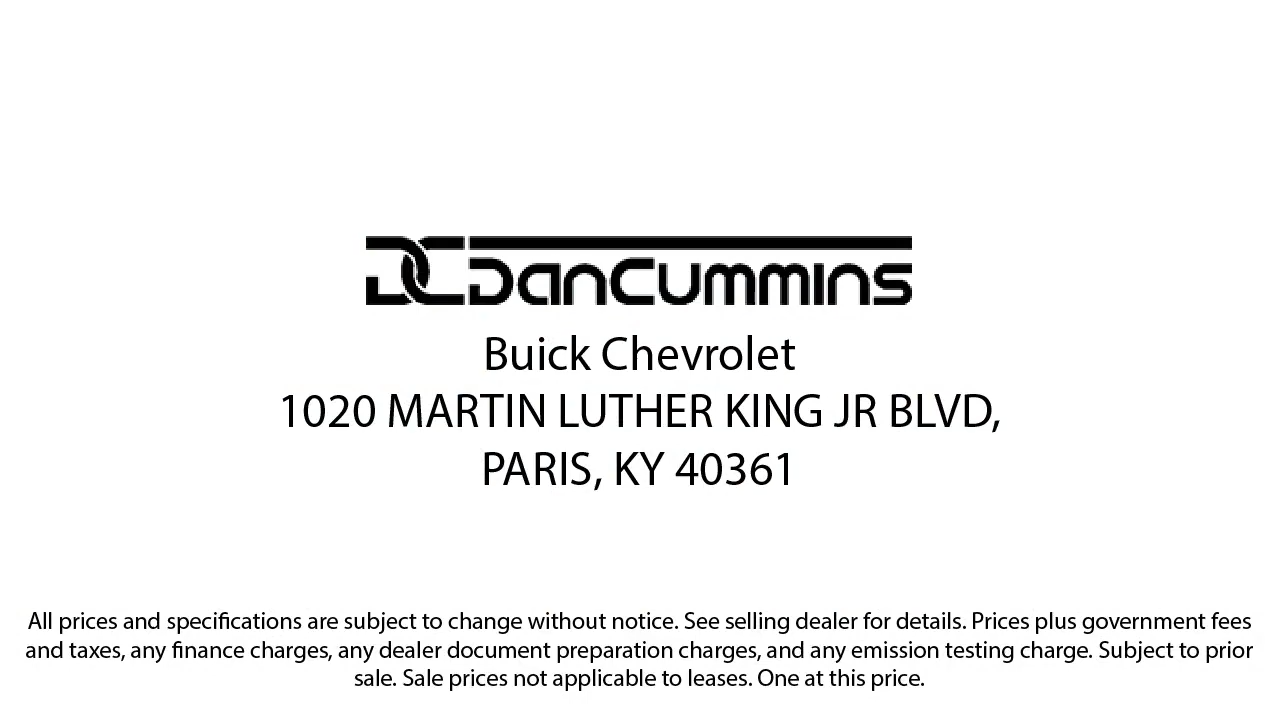 DC DanCummins
Buick Chevrolet
1020 MARTIN LUTHER KING JR BLVD,
PARIS, KY 40361
All prices and specifications are subject to change without notice. See selling dealer for details. Prices plus government fees
and taxes, any finance charges, any dealer document preparation charges, and any emission testing charge. Subject to prior
sale. Sale prices not applicable to leases. One at this price.